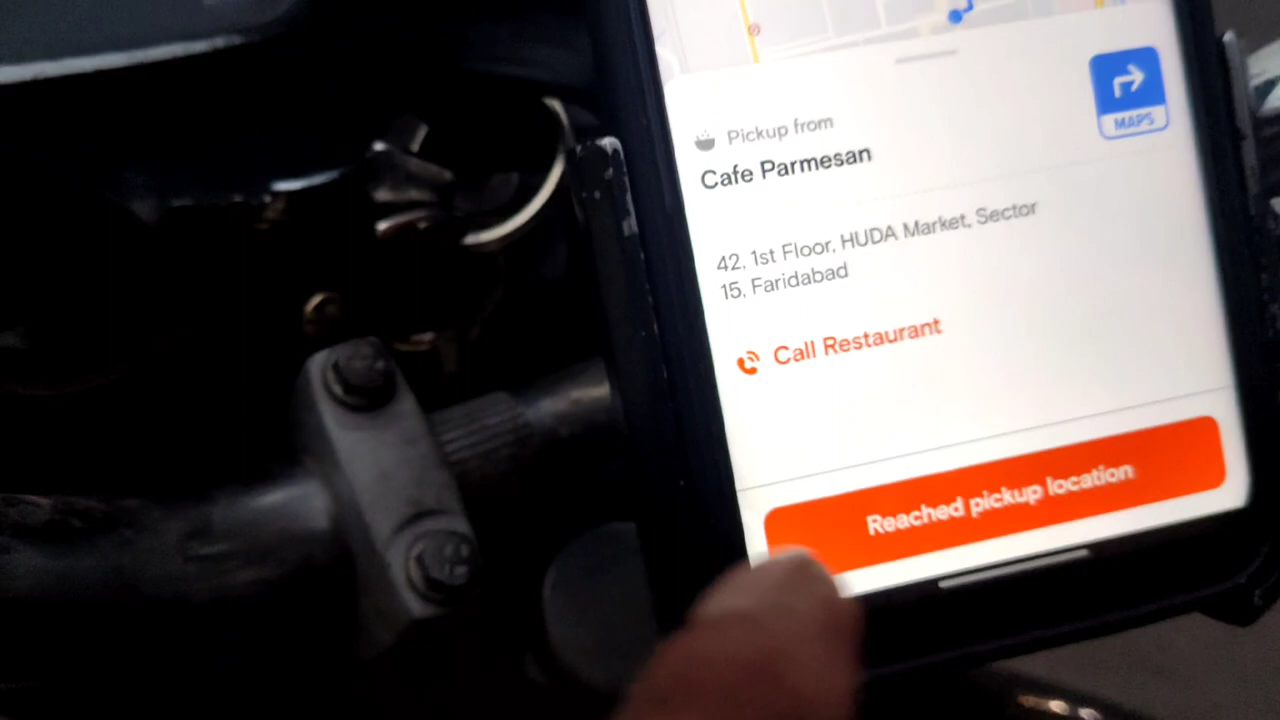 Pickup from
Cafe Parmesan
MAPS
42, 1st Floor, HUDA Market, Sector
15, Faridabad
Call Restaurant
Reached pickup location